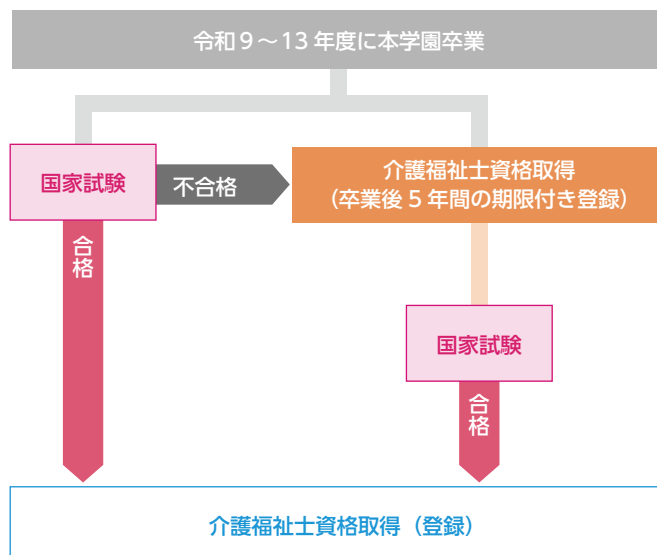 令和９～13 年度に本学園卒業
国家試験
不合格
介護福祉士資格取得
（卒業後 5 年間の期限付き登録）
合格
国家試験
合格
介護福祉士資格取得（登録）